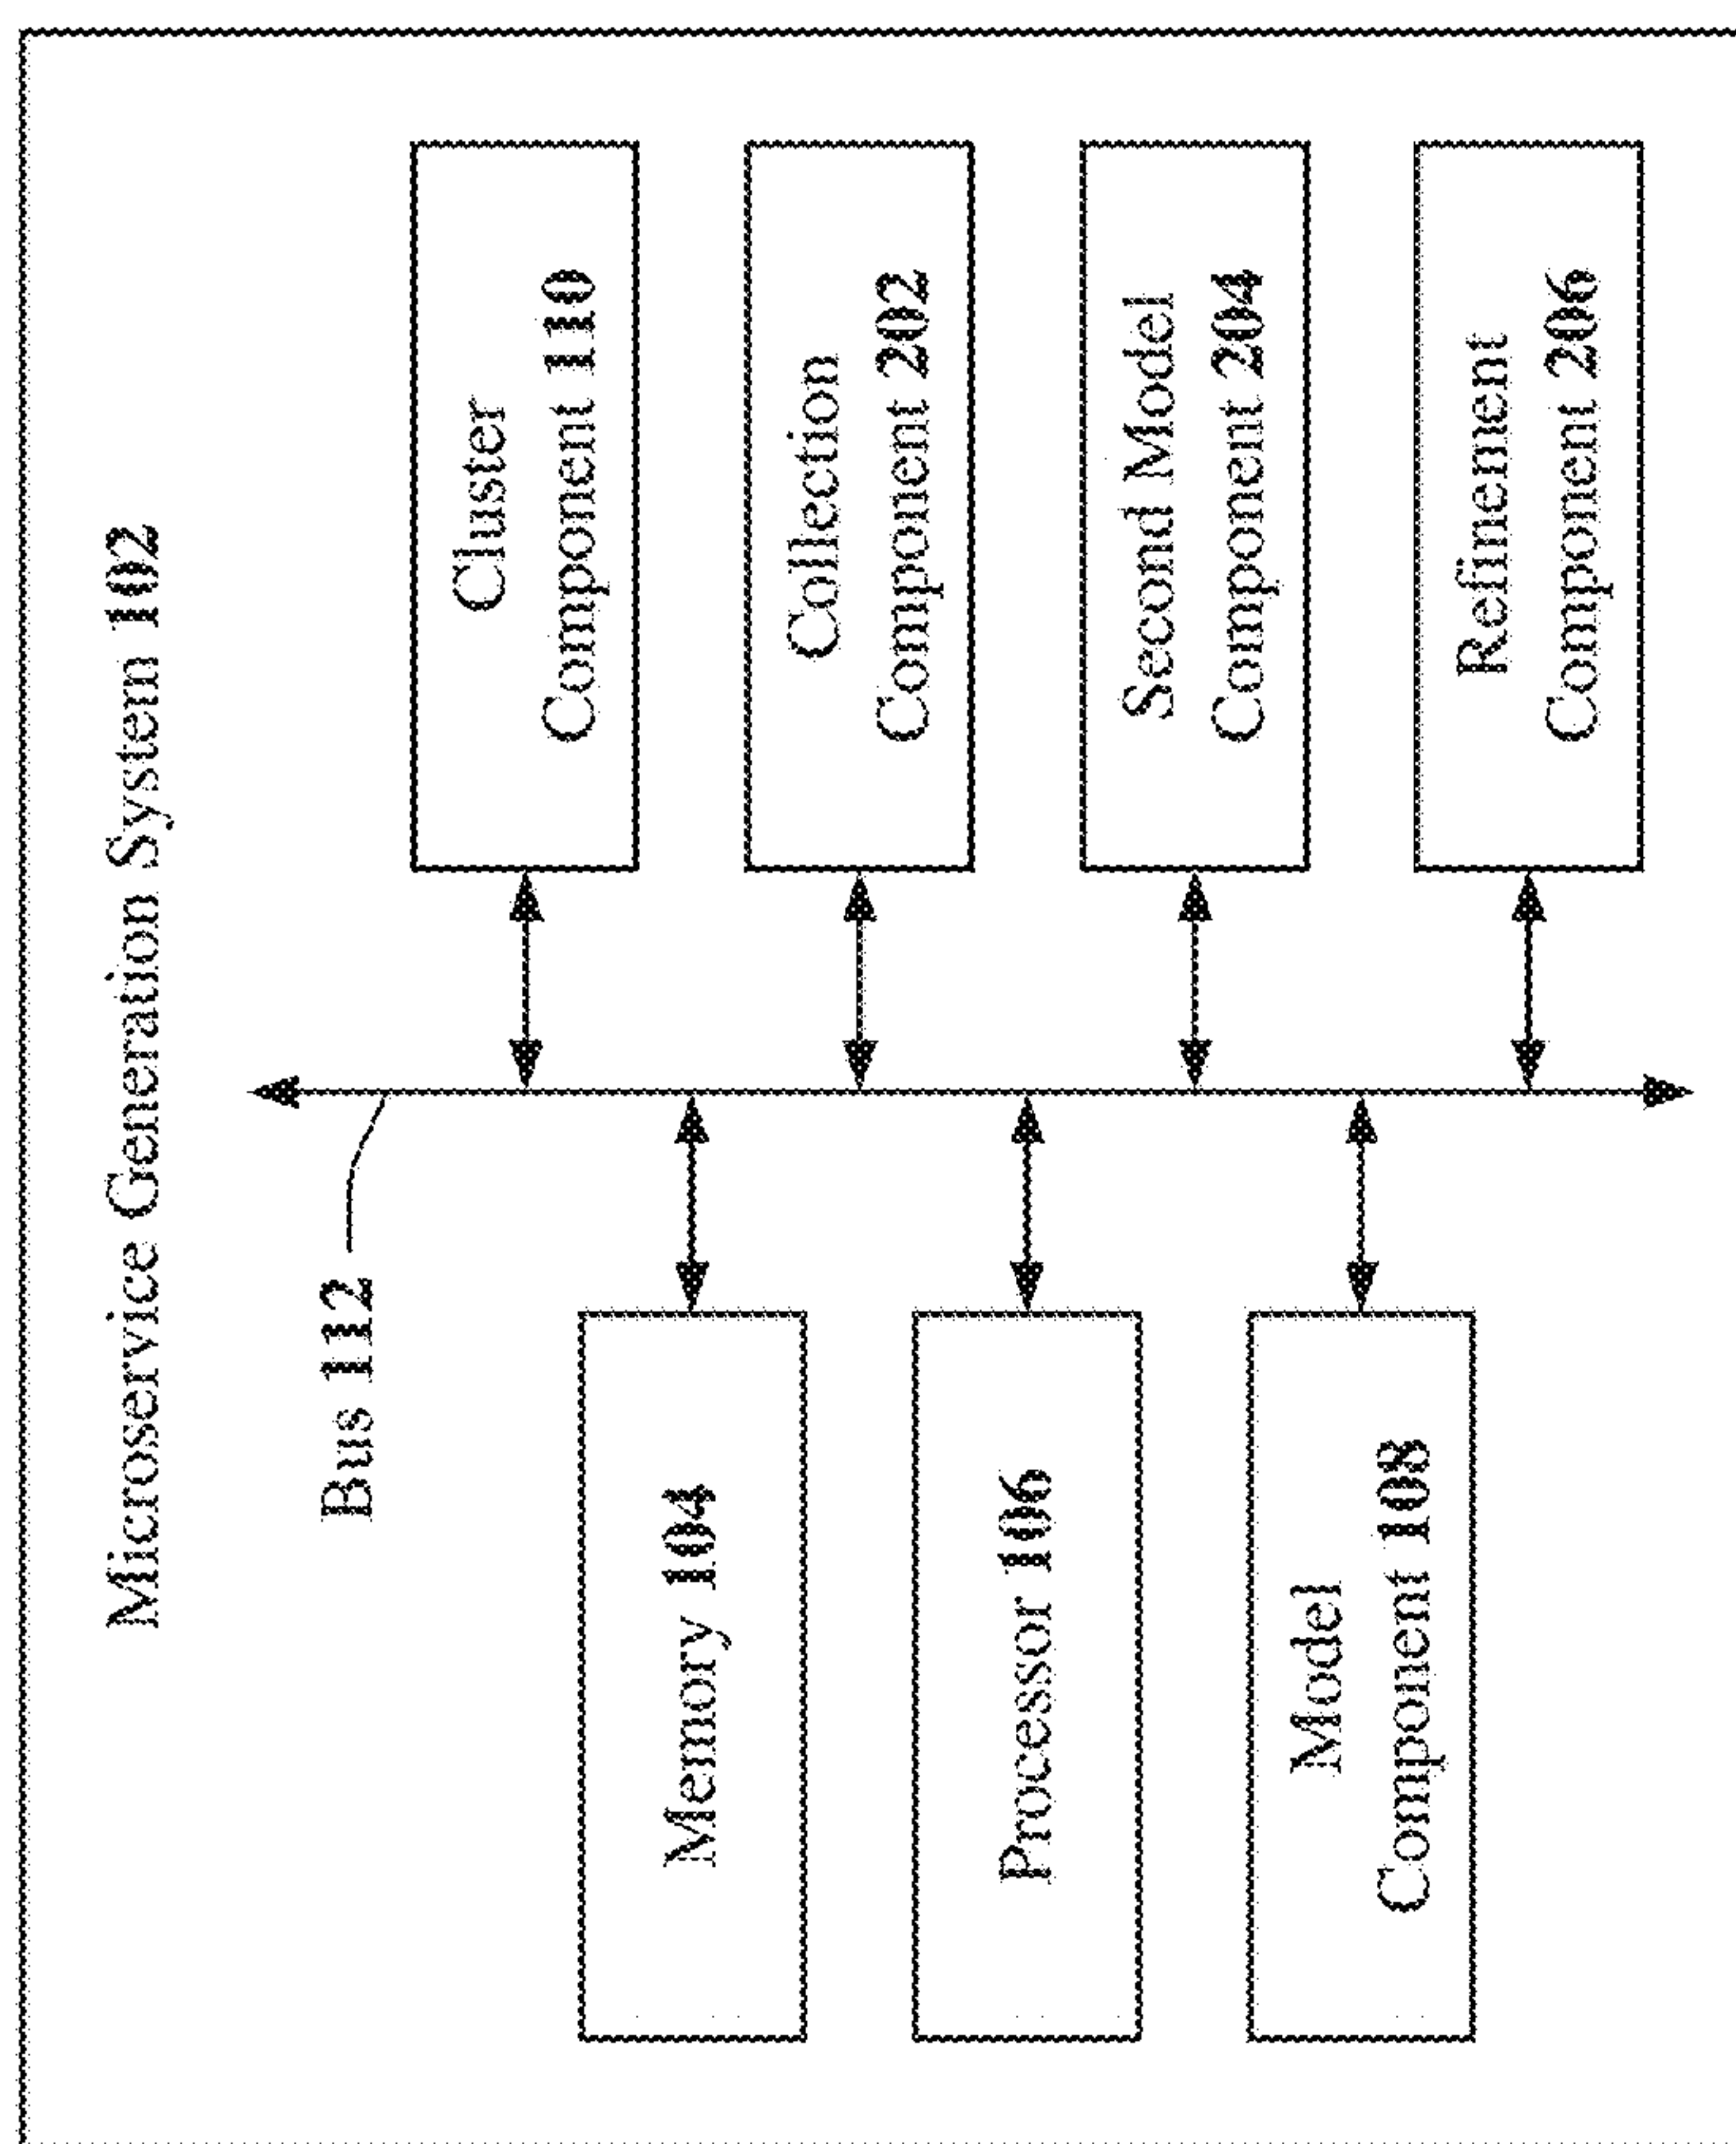 Microservice Generation System 102
Bus 112
Memory 104
Processor 106
Model
Component 108
Cluster
Component 110
Collection
Component 202
Second Model
Component 204
Refinement
Component 206